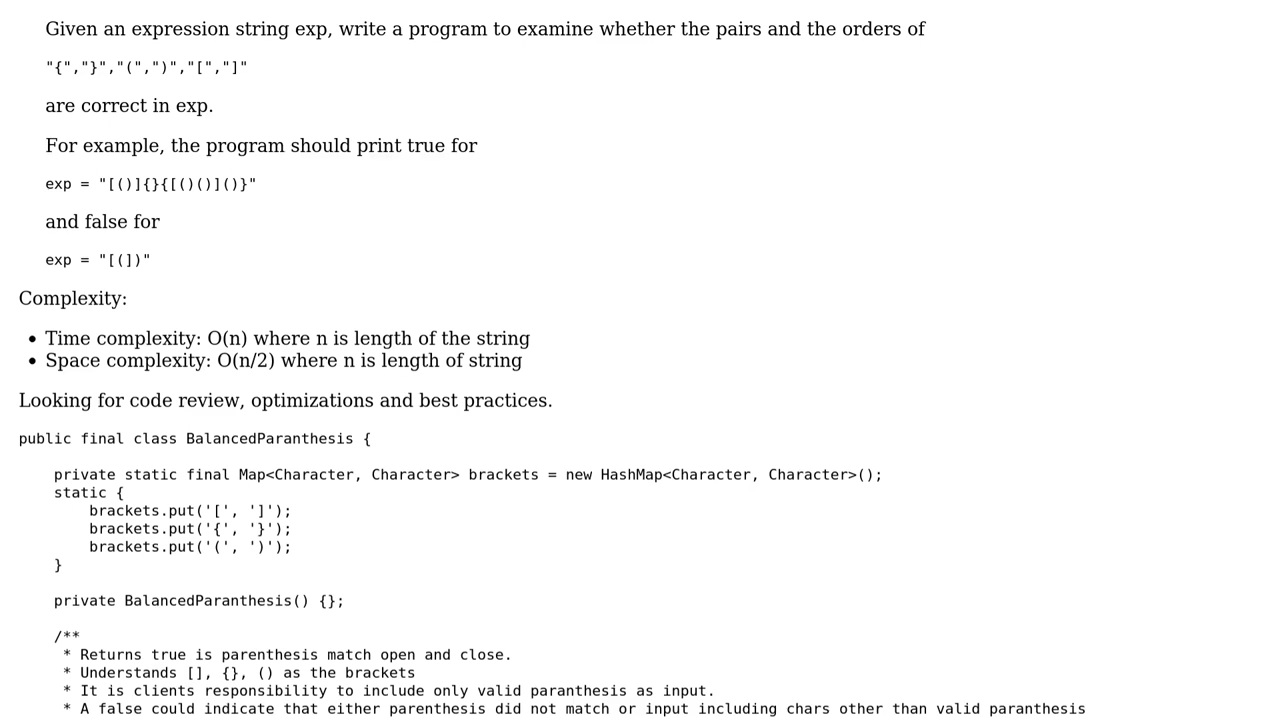 Given an expression string exp, write a program to examine whether the pairs and the orders of
"{","}","(",")","[","]"
are correct in exp.
For example, the program should print true for
exp = "[()]{}{[()()]()}"
and false for
exp = "[(])"
Complexity:
• Time complexity: O(n) where n is length of the string
• Space complexity: O(n/2) where n is length of string
Looking for code review, optimizations and best practices.
public final class BalancedParanthesis {
    private static final Map<Character, Character> brackets = new HashMap<Character, Character>();
    static {
        brackets.put('[', ']');
        brackets.put('{', '}');
        brackets.put('(', ')');
    }
    private BalancedParanthesis() {};
    /**
     * Returns true is parenthesis match open and close.
     * Understands [], {}, () as the brackets
     * It is clients responsibility to include only valid paranthesis as input.
     * A false could indicate that either parenthesis did not match or input including chars other than valid paranthesis